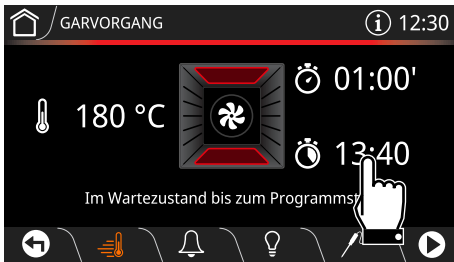 GARVORGANG
12:30
180 °C
01:00'
13:40
Im Wartezustand bis zum